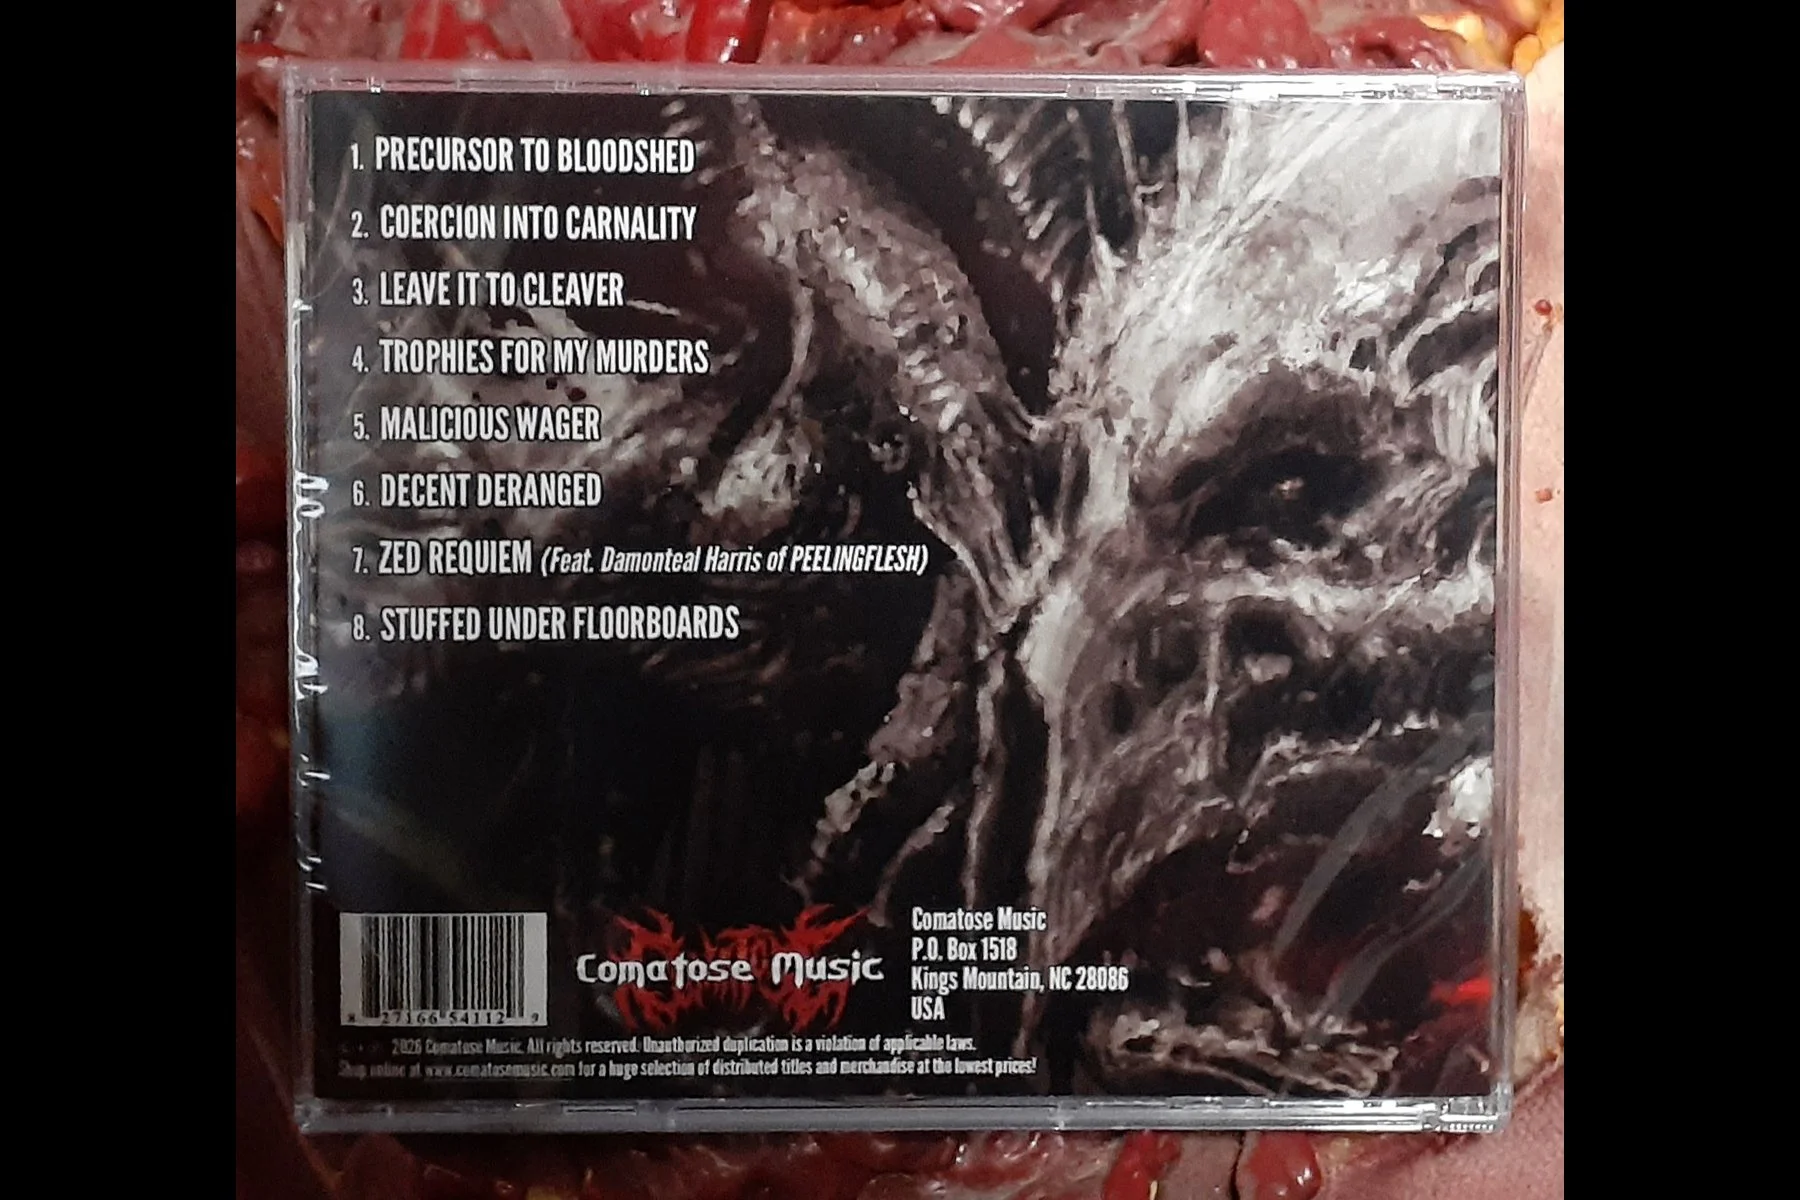 1. PRECURSOR TO BLOODSHED
2. COERCION INTO CARNALITY
3. LEAVE IT TO CLEAVER
4. TROPHIES FOR MY MURDERS
5. MALICIOUS WAGER
6. DECENT DERANGED
7. ZED REQUIEM (Feat. Damonteal Harris of PEELINGFLESH)
8. STUFFED UNDER FLOORBOARDS
8 27166 54112 9
Comatose Music
Comatose Music
P.O. Box 1518
Kings Mountain, NC 28086
USA
2026 Comatose Music. All rights reserved. Unauthorized duplication is a violation of applicable laws.
Shop online at www.comatosemusic.com for a huge selection of distributed titles and merchandise at the lowest prices!